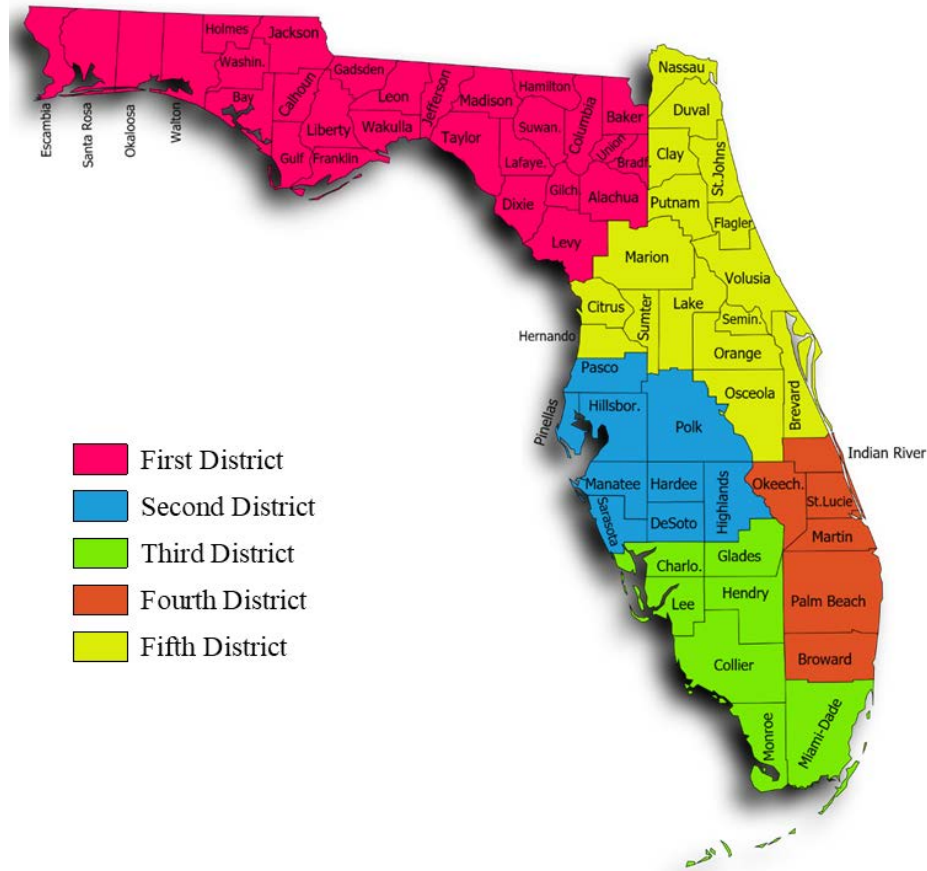 Holmes
Jackson
Washin.
Bay
Calhoun
Gadsden
Leon
Jefferson
Madison
Hamilton
Columbia
Baker
Liberty
Wakulla
Taylor
Suwan.
Union
Bradf.
Gulf
Franklin
Lafaye.
Gilch.
Alachua
Dixie
Levy
Escambia
Santa Rosa
Okaloosa
Walton
Nassau
Duval
Clay
St.Johns
Putnam
Flagler
Marion
Volusia
Citrus
Sumter
Lake
Semin.
Hernando
Orange
Osceola
Brevard
Pasco
Pinellas
Hillsbor.
Polk
Indian River
Manatee
Hardee
Highlands
Okeech.
St.Lucie
Sarasota
DeSoto
Martin
Charlo.
Glades
Lee
Hendry
Palm Beach
Collier
Broward
Monroe
Miami-Dade
First District
Second District
Third District
Fourth District
Fifth District